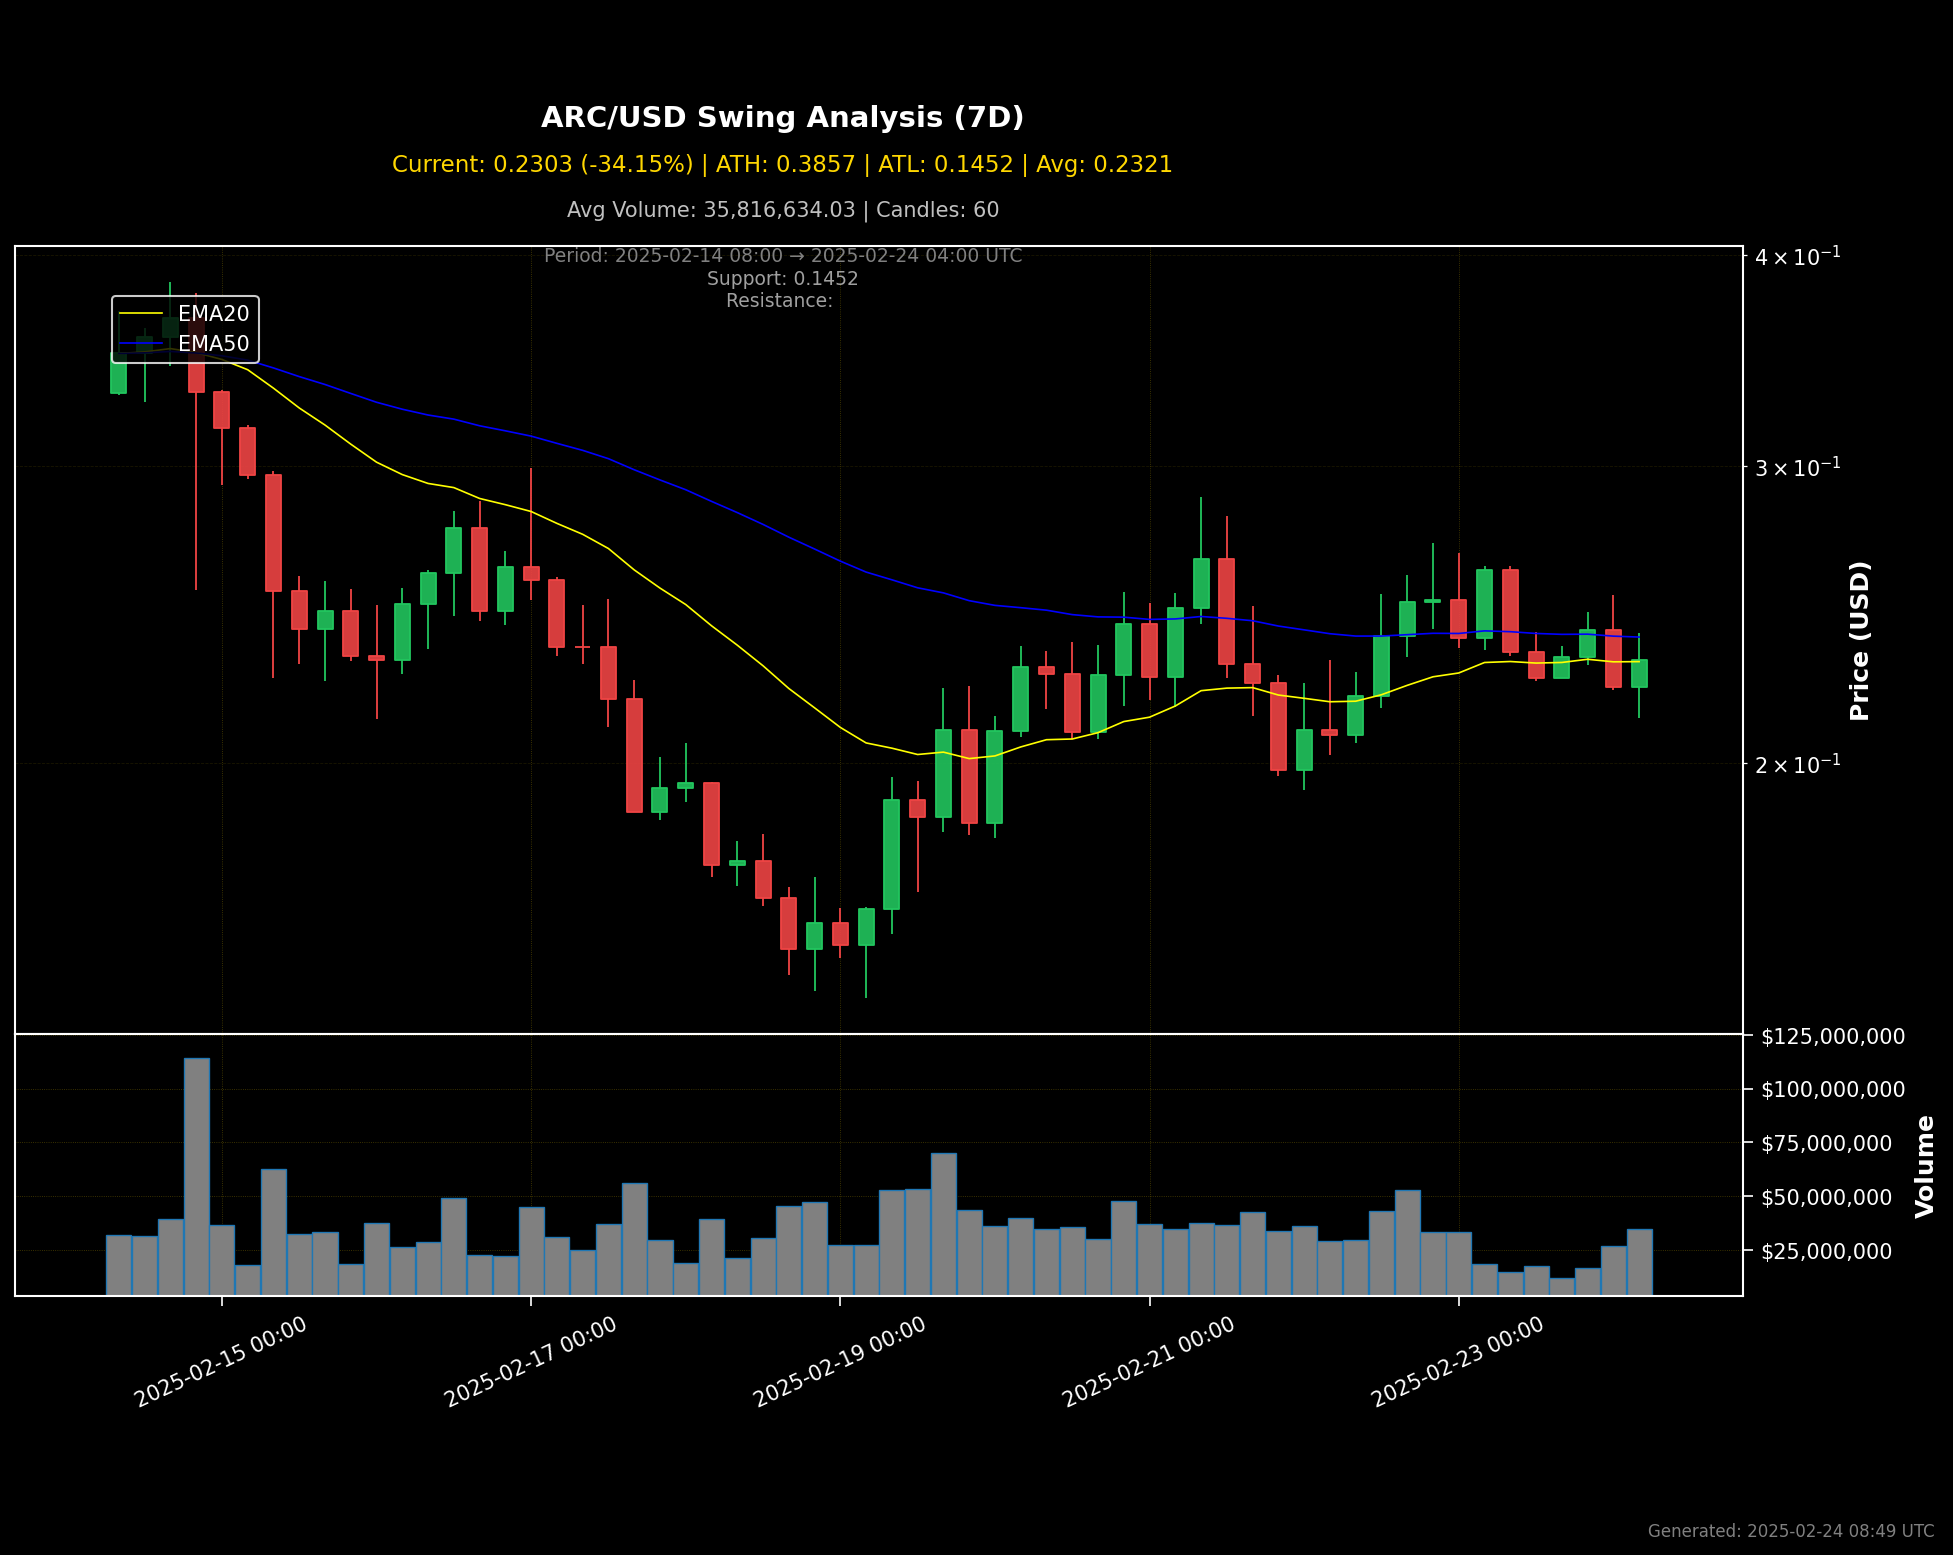 ARC/USD Swing Analysis (7D)
Current: 0.2303 (-34.15%) | ATH: 0.3857 | ATL: 0.1452 | Avg: 0.2321
Avg Volume: 35,816,634.03 | Candles: 60
Period: 2025-02-14 08:00 → 2025-02-24 04:00 UTC
Support: 0.1452
Resistance:
EMA20
EMA50
4 × 10⁻¹
3 × 10⁻¹
2 × 10⁻¹
Price (USD)
$125,000,000
$100,000,000
$75,000,000
$50,000,000
$25,000,000
Volume
2025-02-15 00:00
2025-02-17 00:00
2025-02-19 00:00
2025-02-21 00:00
2025-02-23 00:00
Generated: 2025-02-24 08:49 UTC